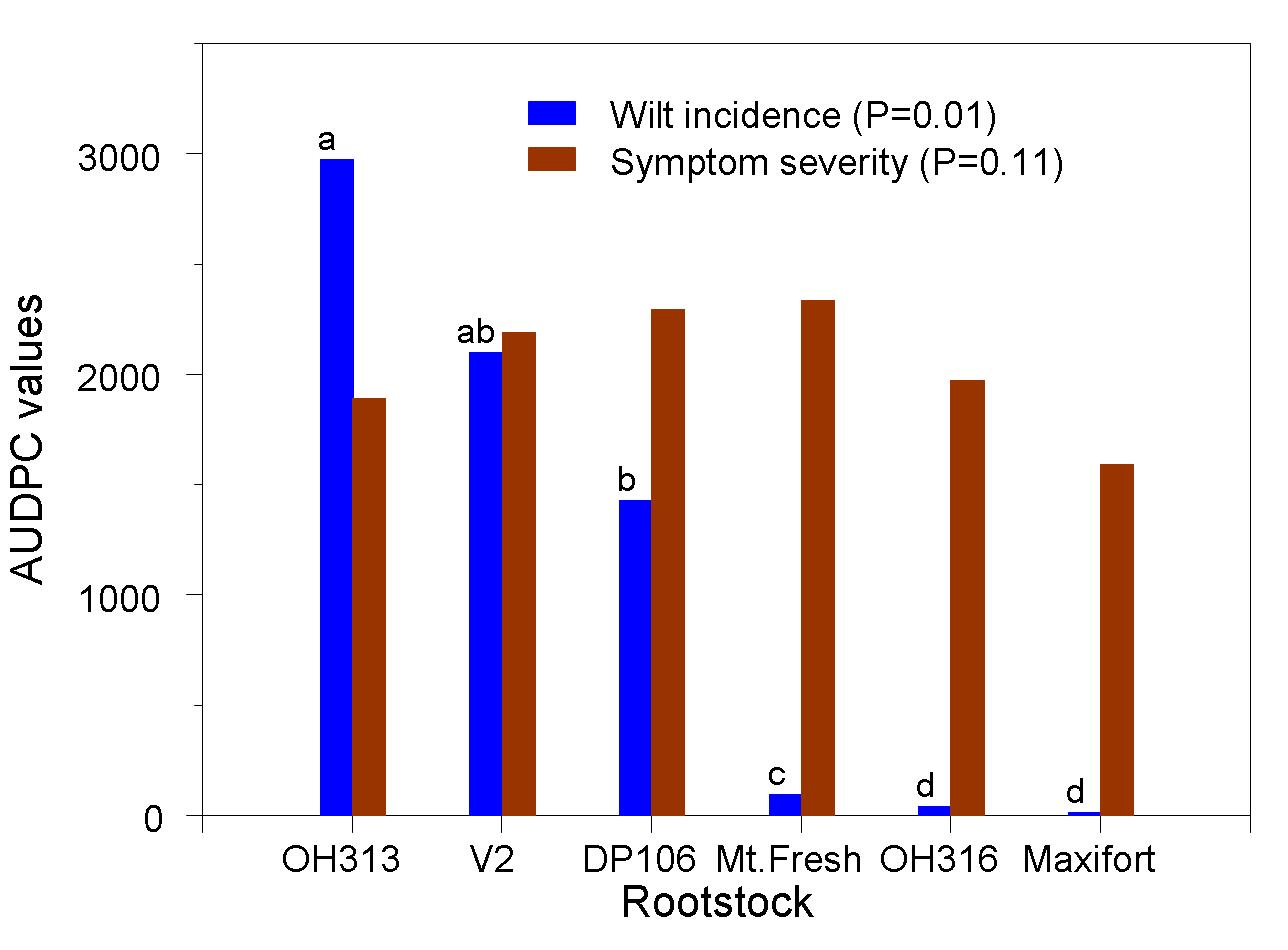 Wilt incidence (P=0.01)
Symptom severity (P=0.11)
AUDPC values
3000
2000
1000
0
a
ab
b
c
d
d
OH313 V2 DP106 Mt.Fresh OH316 Maxifort
Rootstock